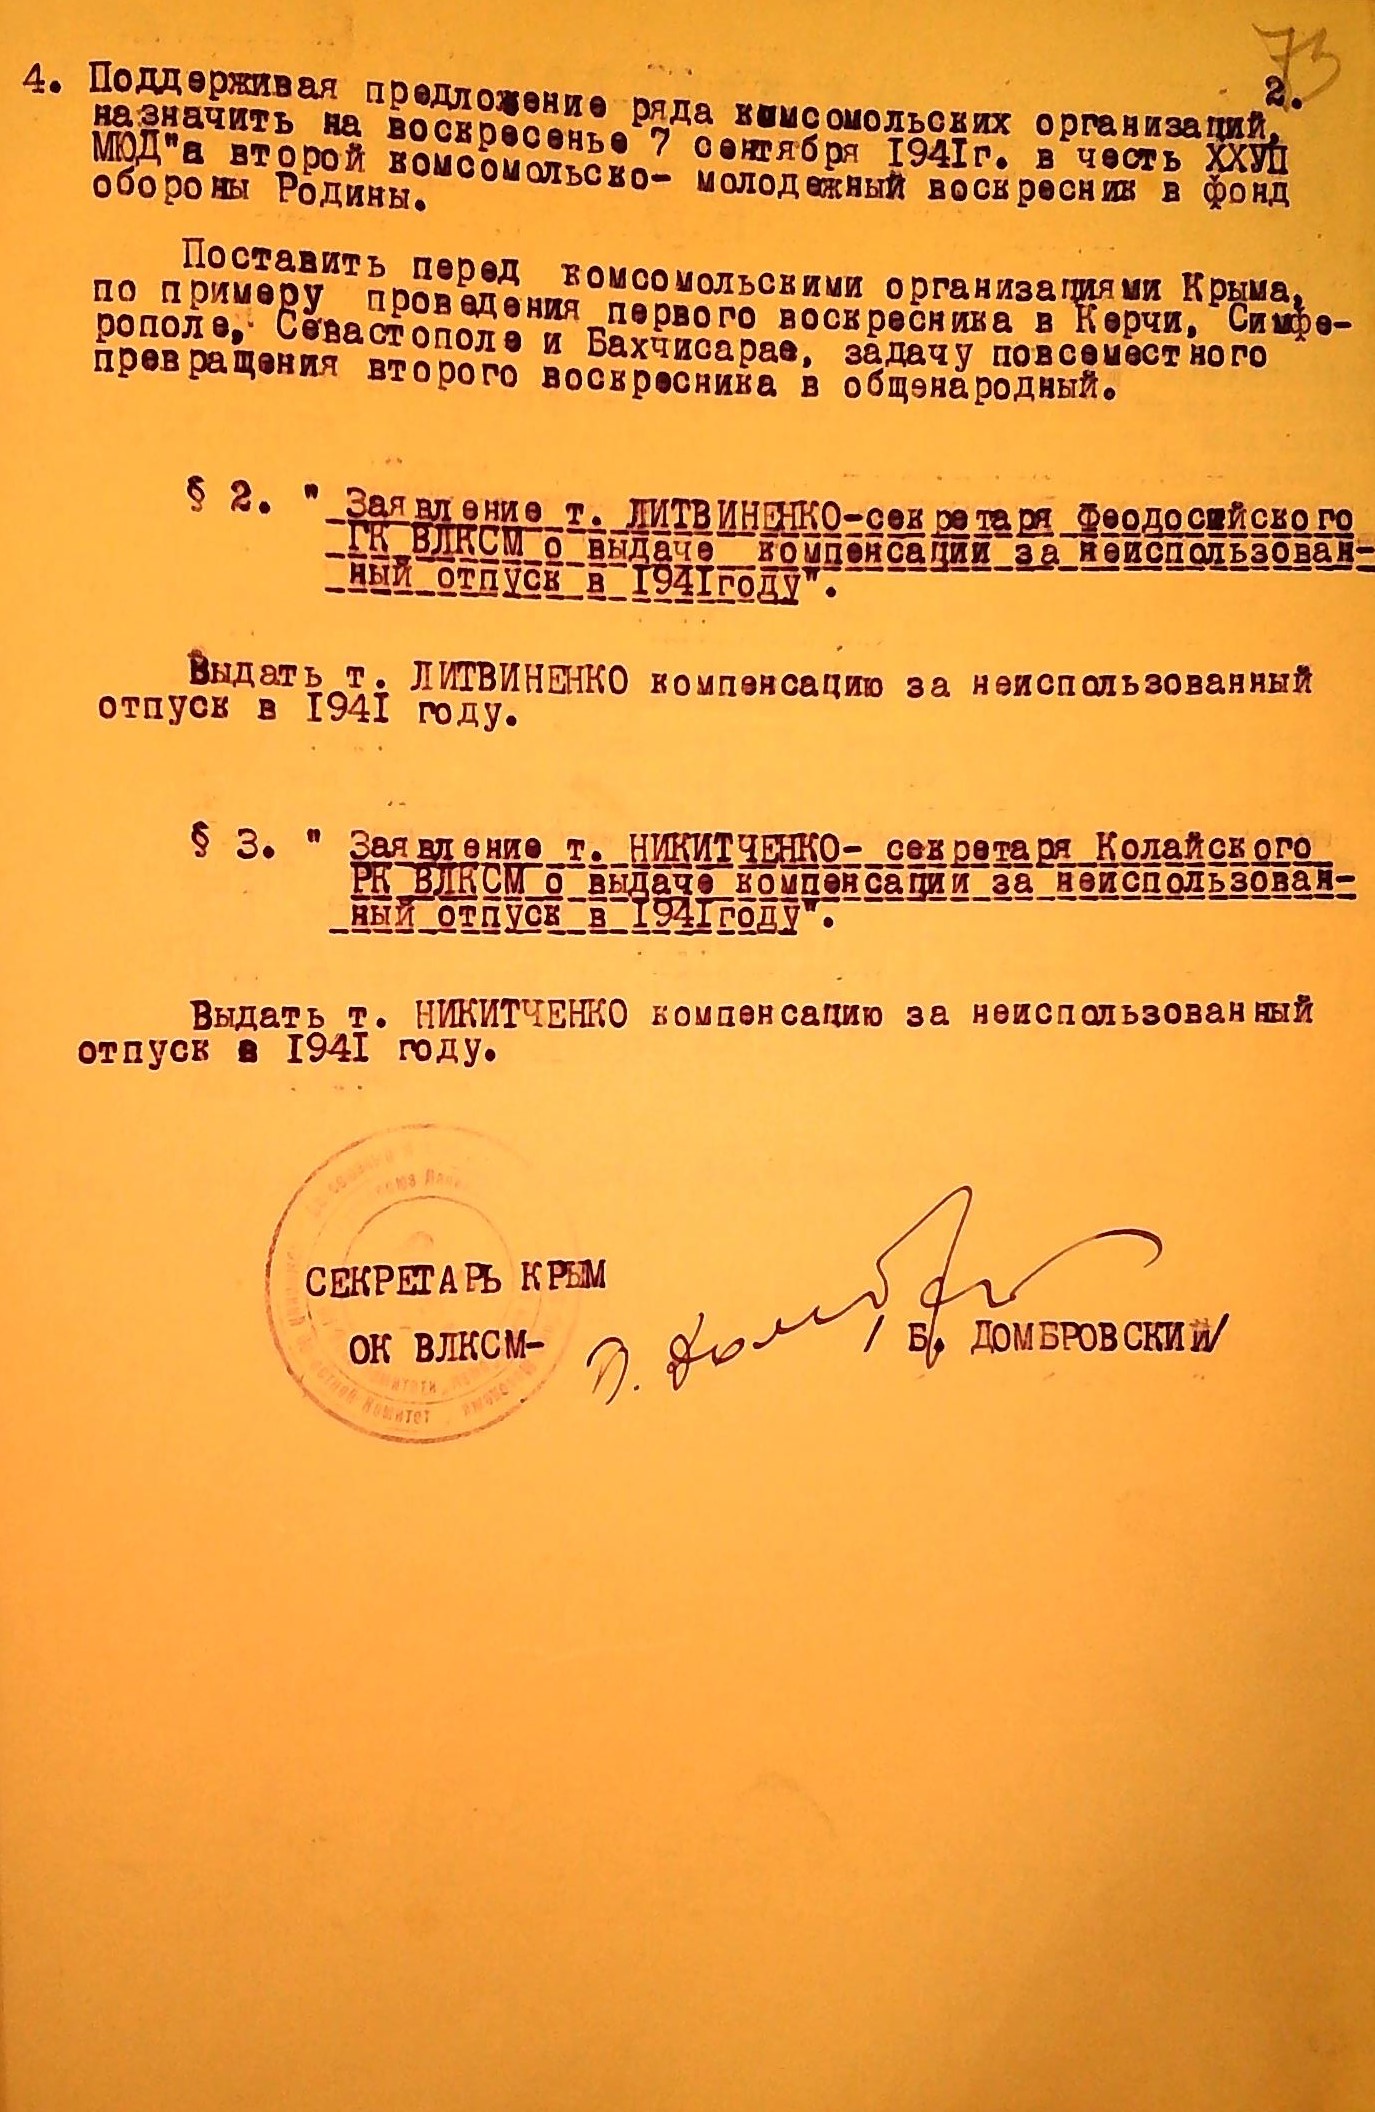 73
2.
4. Поддерживая предложение ряда комсомольских организаций,
назначить на воскресенье 7 сентября 1941г. в честь ХХУП
МЮД"а второй комсомольско- молодежный воскресник в фонд
обороны Родины.
Поставить перед комсомольскими организациями Крыма,
по примеру проведения первого воскресника в Керчи, Симфе-
рополе, Севастополе и Бахчисарае, задачу повсеместного
превращения второго воскресника в общенародный.
§ 2. " Заявление т. ЛИТВИНЕНКО-секретаря Феодосийского
ГК ВЛКСМ о выдаче компенсации за неиспользован-
ный отпуск в 1941году".
Выдать т. ЛИТВИНЕНКО компенсацию за неиспользованный
отпуск в 1941 году.
§ 3. " Заявление т. НИКИТЧЕНКО- секретаря Колайского
РК ВЛКСМ о выдаче компенсации за неиспользован-
ный отпуск в 1941году".
Выдать т. НИКИТЧЕНКО компенсацию за неиспользованный
отпуск в 1941 году.
СЕКРЕТАРЬ КРЫМ
ОК ВЛКСМ- / Б. ДОМБРОВСКИЙ/
Комитет